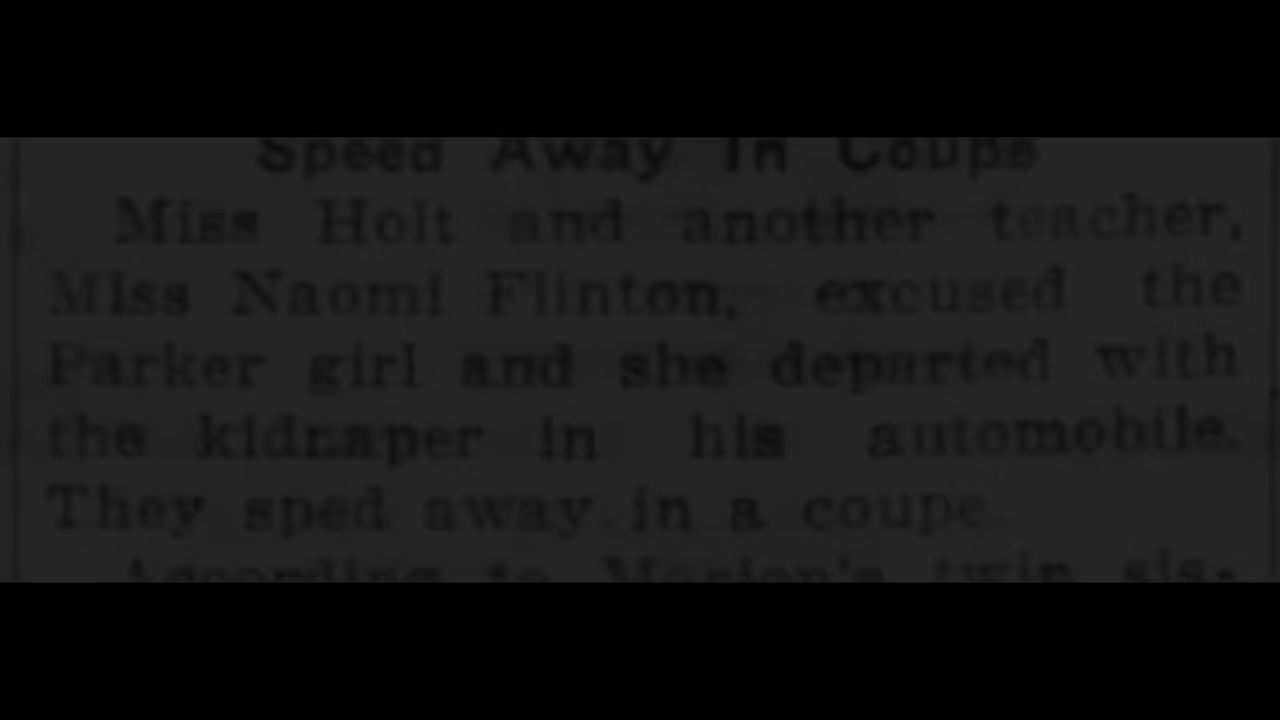 Speed Away In Coupe
Miss Holt and another teacher,
Miss Naomi Flinton, excused the
Parker girl and she departed with
the kidnaper in his automobile.
They sped away in a coupe.
According to Marion's twin sis-